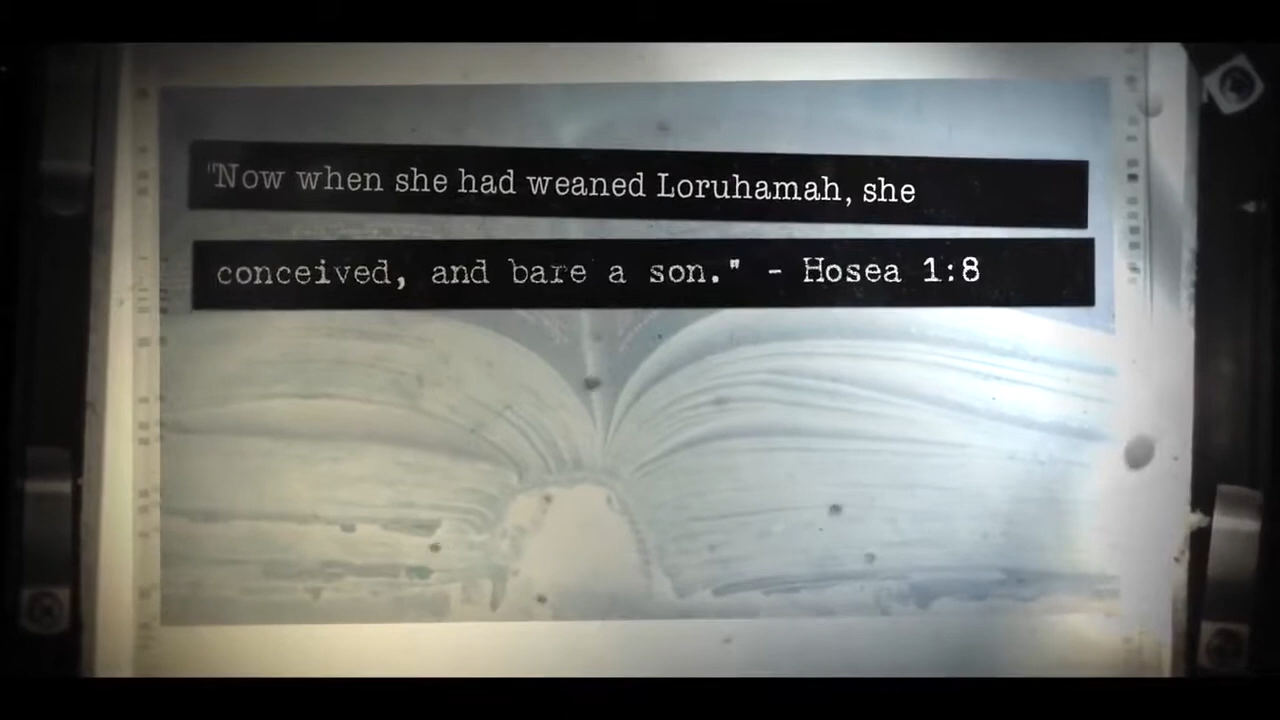 "Now when she had weaned Loruhamah, she
conceived, and bare a son." - Hosea 1:8